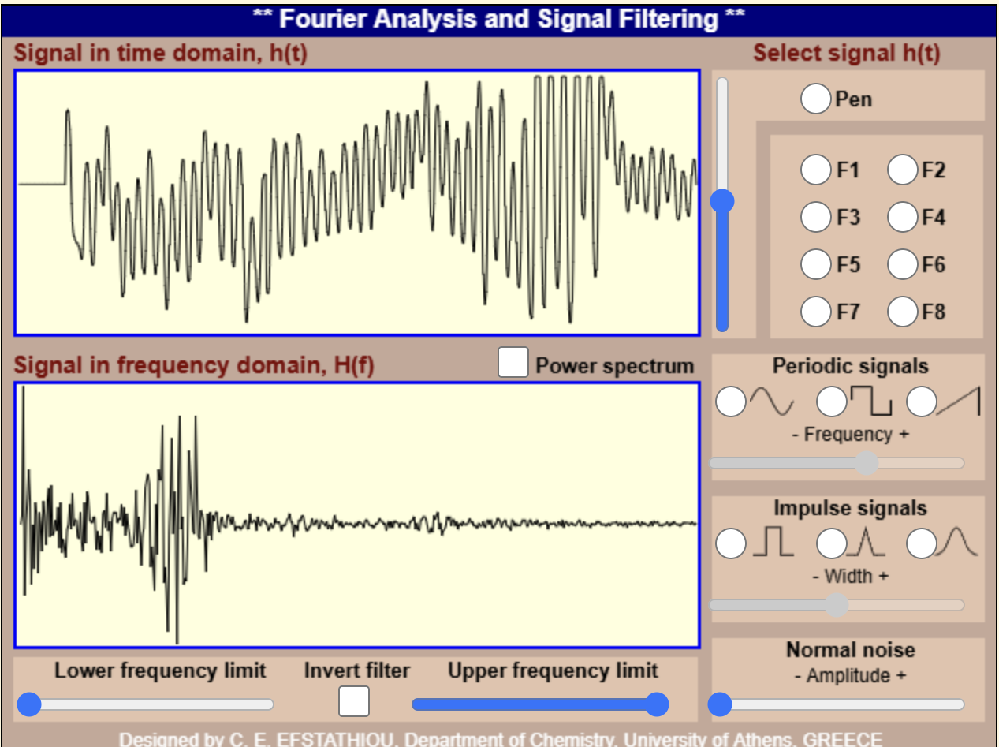 ** Fourier Analysis and Signal Filtering **
Signal in time domain, h(t)
Select signal h(t)
Pen
F1 F2
F3 F4
F5 F6
F7 F8
Signal in frequency domain, H(f)
Power spectrum
Periodic signals
- Frequency +
Impulse signals
- Width +
Normal noise
- Amplitude +
Lower frequency limit
Invert filter
Upper frequency limit
Designed by C. E. EFSTATHIOU, Department of Chemistry, University of Athens, GREECE